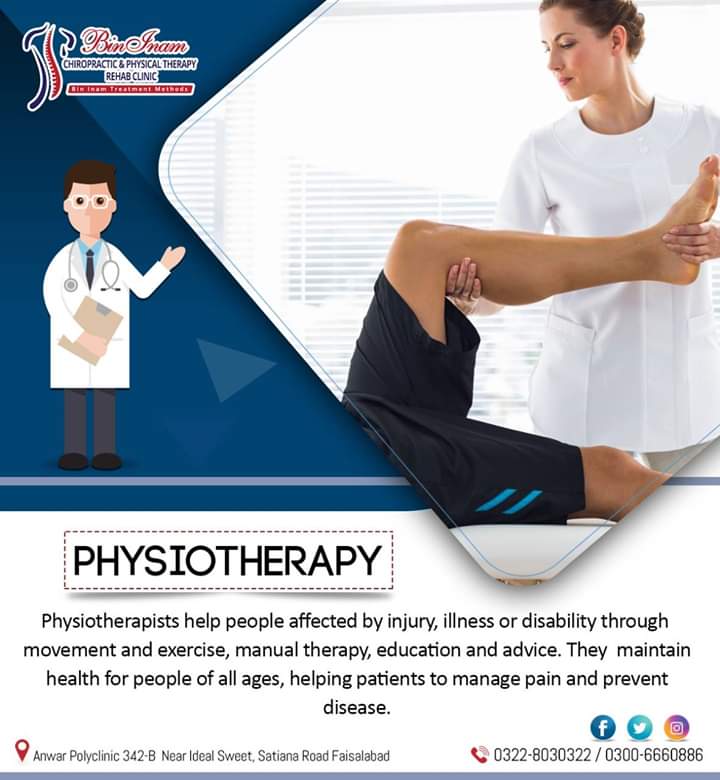 Bin Inam
CHIROPRACTIC & PHYSICAL THERAPY
REHAB CLINIC
Bin Inam Treatment Methods
PHYSIOTHERAPY
Physiotherapists help people affected by injury, illness or disability through
movement and exercise, manual therapy, education and advice. They maintain
health for people of all ages, helping patients to manage pain and prevent
disease.
Anwar Polyclinic 342-B Near Ideal Sweet, Satiana Road Faisalabad
0322-8030322 / 0300-6660886